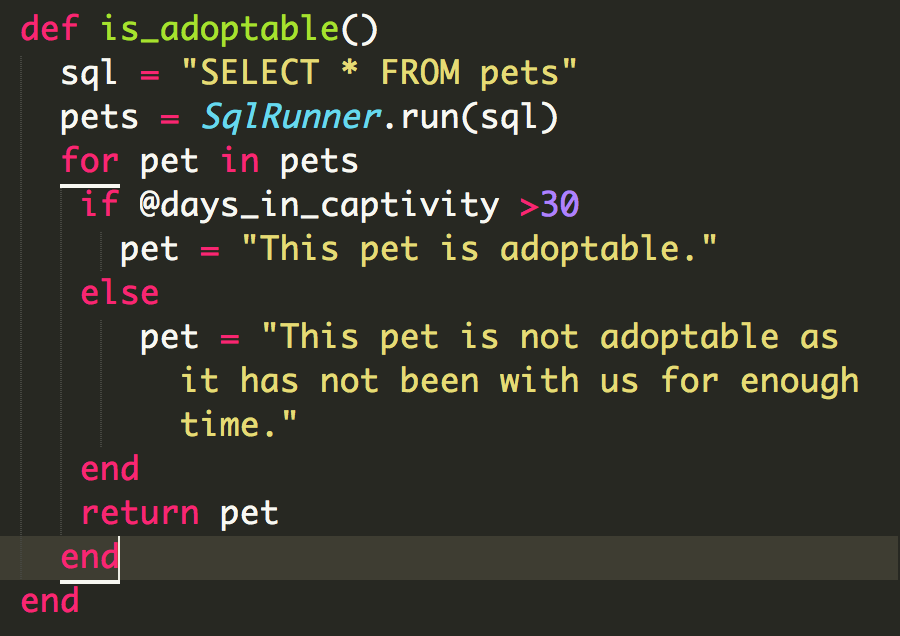 def is_adoptable()
  sql = "SELECT * FROM pets"
  pets = SqlRunner.run(sql)
  for pet in pets
   if @days_in_captivity >30
     pet = "This pet is adoptable."
   else
      pet = "This pet is not adoptable as
        it has not been with us for enough
        time."
   end
   return pet
  end
end